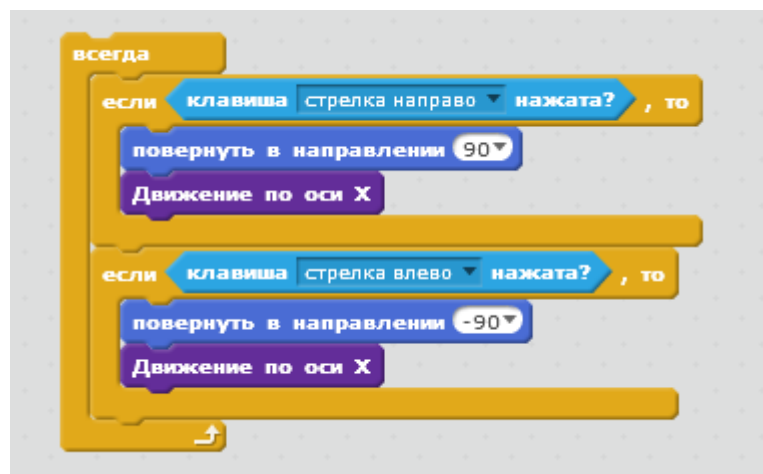 всегда
если клавиша стрелка направо нажата? , то
повернуть в направлении 90
Движение по оси X
если клавиша стрелка влево нажата? , то
повернуть в направлении -90
Движение по оси X